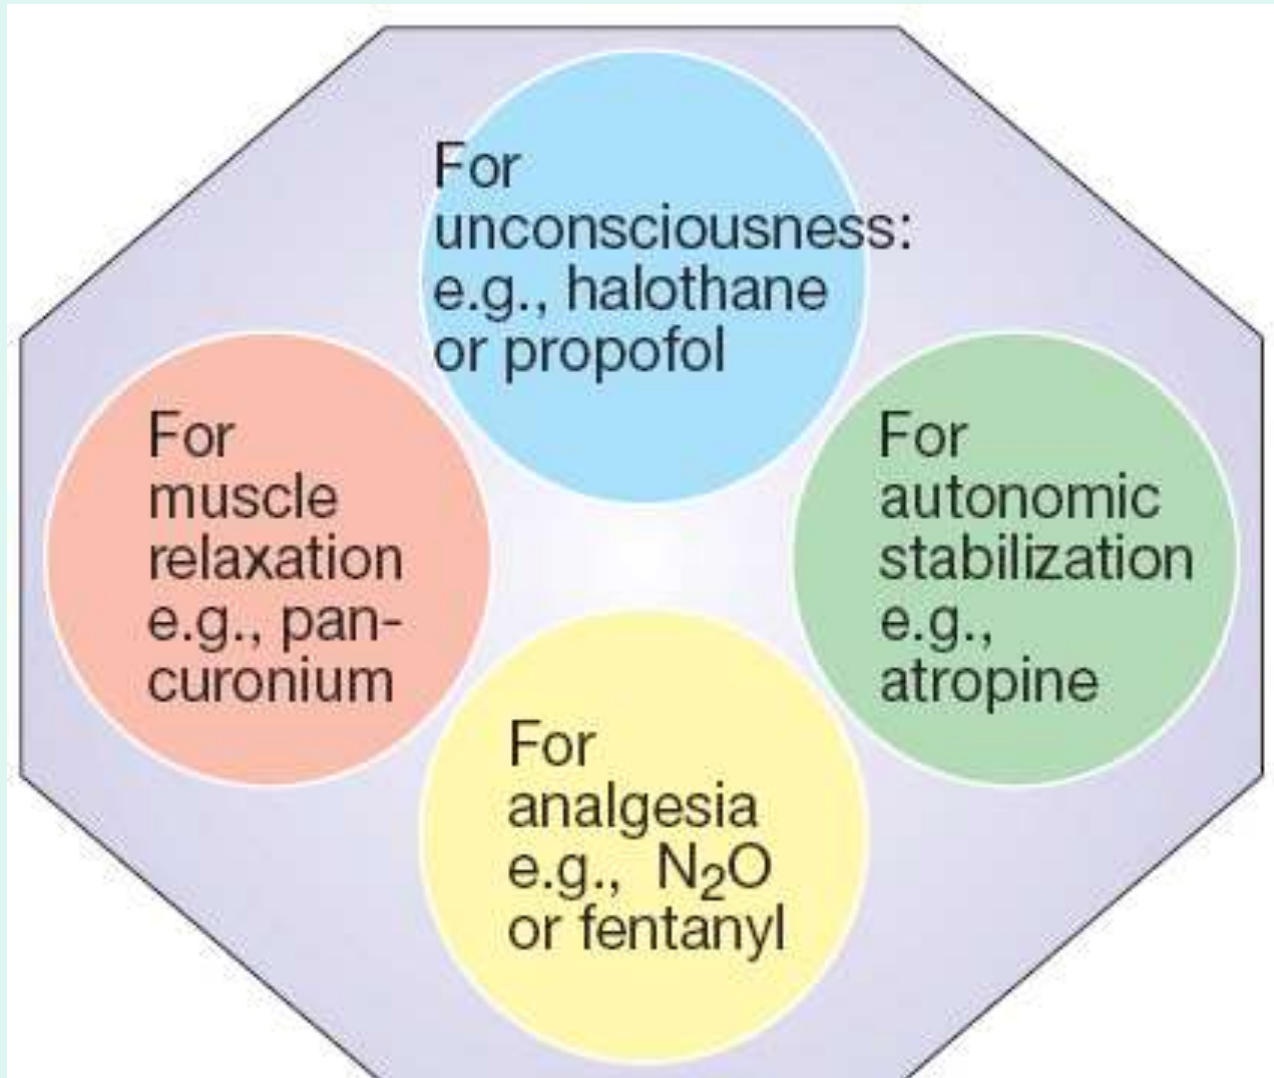 For
unconsciousness:
e.g., halothane
or propofol
For
muscle
relaxation
e.g., pan-
curonium
For
autonomic
stabilization
e.g.,
atropine
For
analgesia
e.g., N₂O
or fentanyl